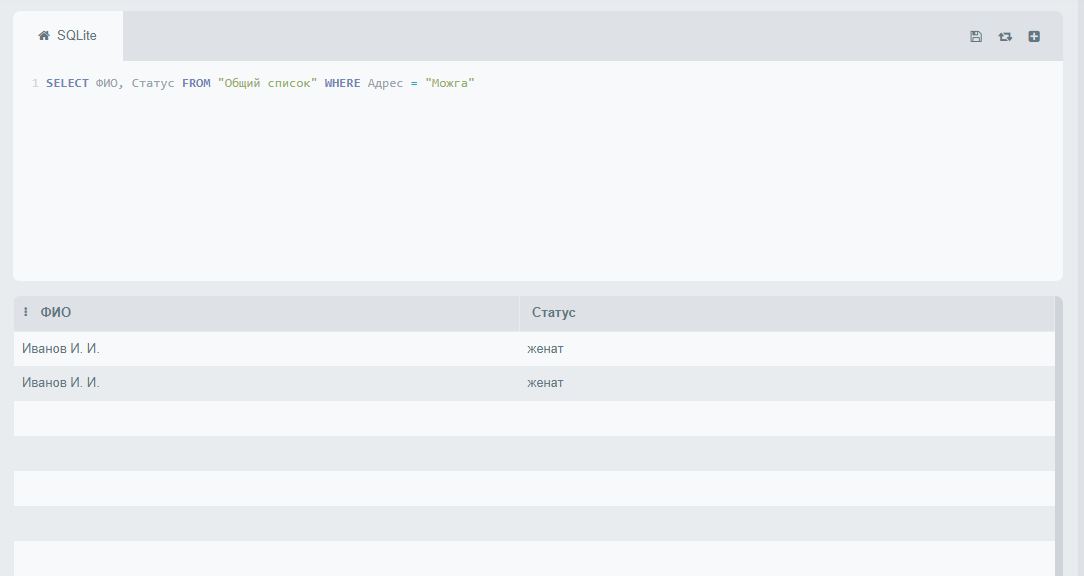 SQLite
1 SELECT ФИО, Статус FROM "Общий список" WHERE Адрес = "Можга"
ФИО Статус
Иванов И. И. женат
Иванов И. И. женат